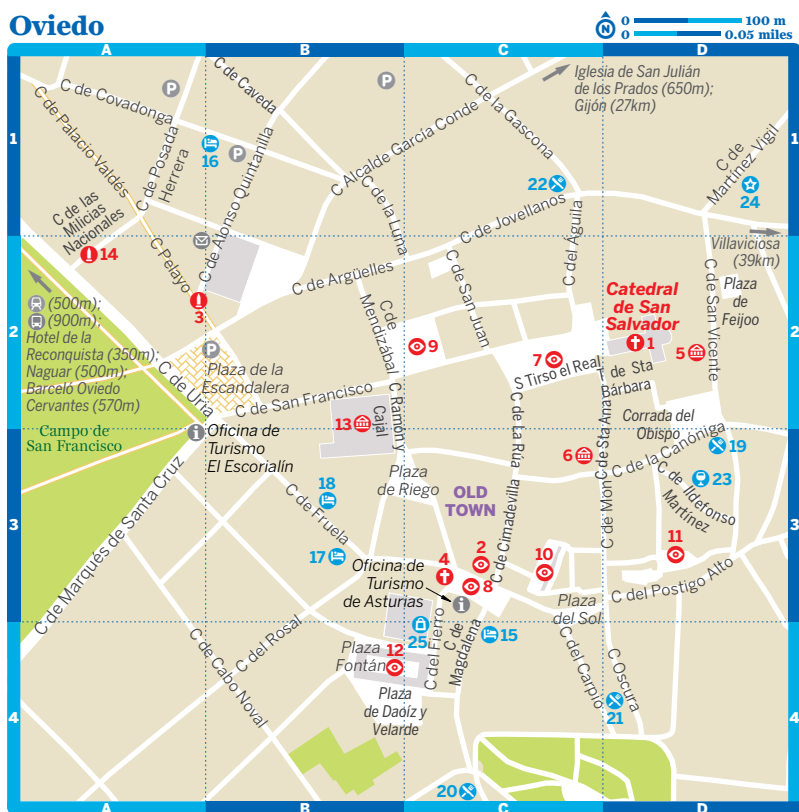 Oviedo
N
0 100 m
0 0.05 miles
A
B
C
D
1
1
2
2
3
3
4
4
A
B
C
D
C de Covadonga
C de Caveda
C de Palacio Valdés
C de Posada
Herrera
P
P
P
P
16
C de Alonso Quintanilla
C Alcalde García Conde
C de la Gascona
Iglesia de San Julián
de los Prados (650m);
Gijón (27km)
C de
Martínez Vigil
24
22
C de la Luna
C de Jovellanos
C del Águila
Villaviciosa
(39km)
C de las
Milicias
Nacionales
14
C Pelayo
3
(500m);
(900m);
Hotel de la
Reconquista (350m);
Naguar (500m);
Barceló Oviedo
Cervantes (570m)
C de Argüelles
C de
Mendizábal
C de San Juan
9
7
Catedral
de San
Salvador
1
5
C de San Vicente
Plaza
de
Feijoo
S Tirso el Real
T de Sta
Bárbara
Plaza de la
Escandalera
C de Uría
C de San Francisco
13
C Ramón y
Cajal
Campo de
San Francisco
i
Oficina de
Turismo
El Escorialín
Corrada del
Obispo
19
C de la Canóniga
23
C de Ildefonso
Martínez
6
C de Mon
C de Sta Ana
C de La Rúa
C de Cimadevilla
Plaza
de Riego
OLD
TOWN
18
C de Fruela
17
C de Marqués de Santa Cruz
Oficina de
Turismo
de Asturias
4
2
8
i
10
11
C del Postigo Alto
Plaza
del Sol
25
15
C del Fierro
C de
Magdalena
C del Rosal
C de Cabo Noval
Plaza
Fontán
12
Plaza
de Daoíz y
Velarde
C del Carpio
C Oscura
21
20